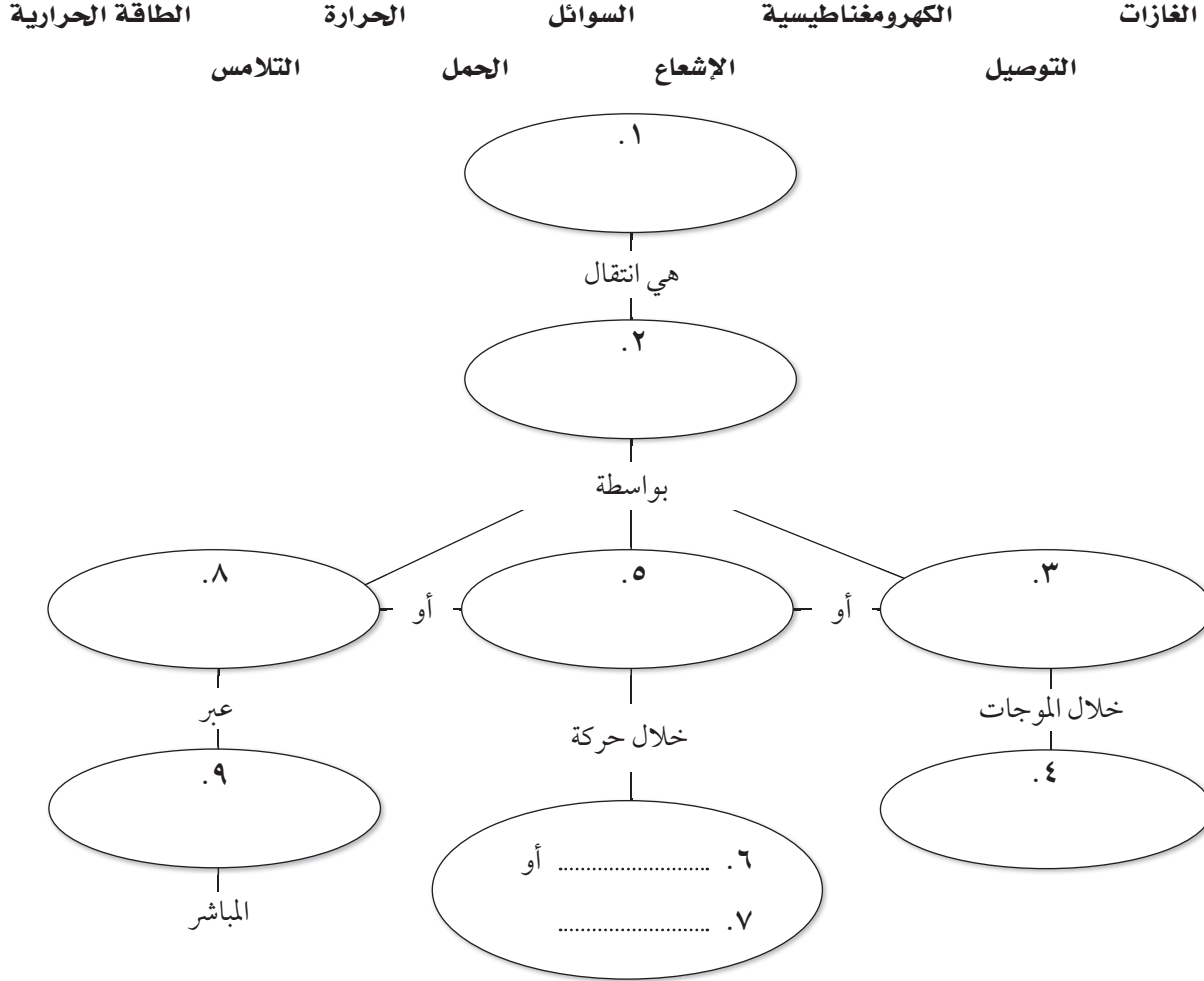 الغازات الكهرومغناطيسية السوائل الحرارة الطاقة الحرارية
التوصيل الإشعاع الحمل التلامس
.١
هي انتقال
.٢
بواسطة
.٣
أو
.٥
أو
.٨
خلال الموجات
خلال حركة
عبر
.٤
.٦ ......................... أو
.٧ .........................
.٩
المباشر